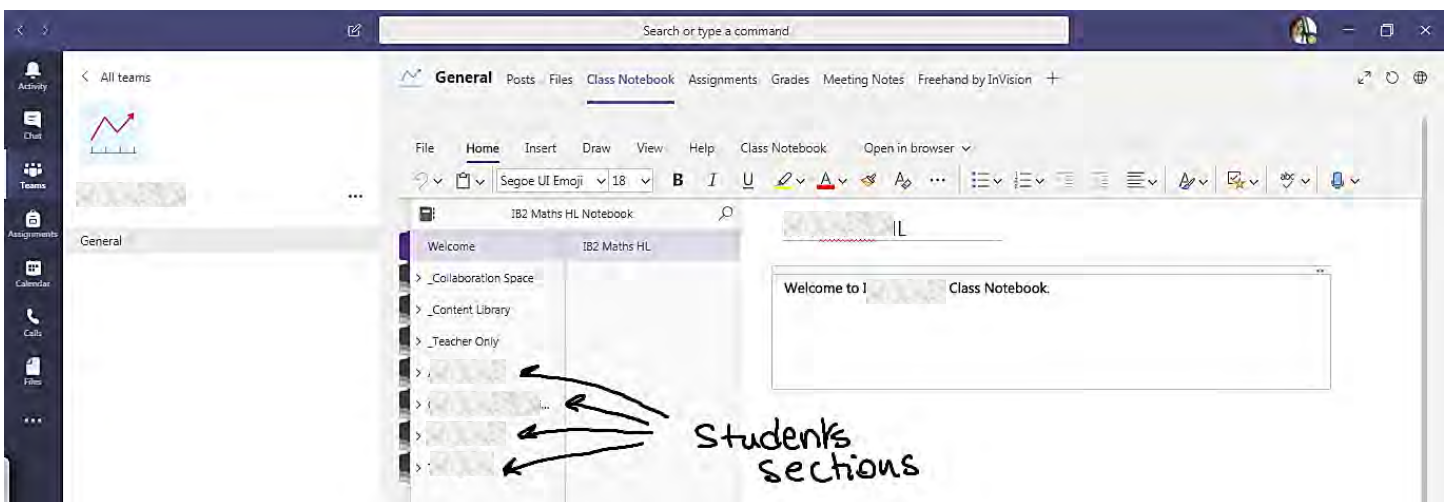 Search or type a command
Activity
Chat
Teams
Assignments
Calendar
Calls
Files
All teams
General
General Posts Files Class Notebook Assignments Grades Meeting Notes Freehand by InVision
File Home Insert Draw View Help Class Notebook Open in browser
Segoe UI Emoji 18 B I U A A abc
IB2 Maths HL Notebook
Welcome IB2 Maths HL
_Collaboration Space
_Content Library
_Teacher Only
Welcome to Class Notebook.
Students
sections